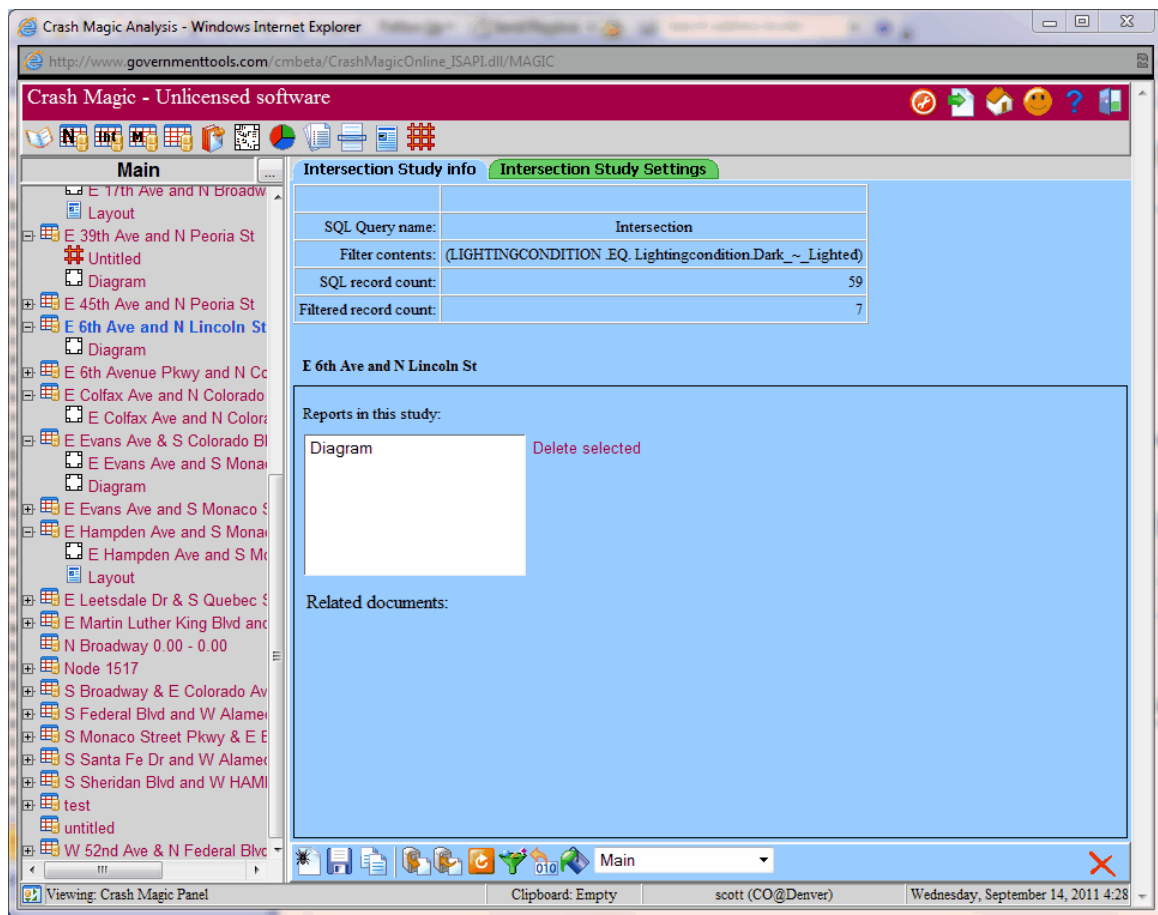 Crash Magic Analysis - Windows Internet Explorer
http://www.governmenttools.com/cmbeta/CrashMagicOnline_ISAPI.dll/MAGIC
Crash Magic - Unlicensed software
Main
...
Intersection Study info
Intersection Study Settings
E 17th Ave and N Broadw
Layout
E 39th Ave and N Peoria St
Untitled
Diagram
E 45th Ave and N Peoria St
E 6th Ave and N Lincoln St
Diagram
E 6th Avenue Pkwy and N Co
E Colfax Ave and N Colorado
E Colfax Ave and N Colora
E Evans Ave & S Colorado Bl
E Evans Ave and S Mona
Diagram
E Evans Ave and S Monaco S
E Hampden Ave and S Mona
E Hampden Ave and S Mo
Layout
E Leetsdale Dr & S Quebec S
E Martin Luther King Blvd and
N Broadway 0.00 - 0.00
Node 1517
S Broadway & E Colorado Av
S Federal Blvd and W Alame
S Monaco Street Pkwy & E E
S Santa Fe Dr and W Alame
S Sheridan Blvd and W HAM
test
untitled
W 52nd Ave & N Federal Blvd
SQL Query name: Intersection
Filter contents: (LIGHTINGCONDITION .EQ. Lightingcondition.Dark_~_Lighted)
SQL record count: 59
Filtered record count: 7
E 6th Ave and N Lincoln St
Reports in this study:
Diagram
Delete selected
Related documents:
Main
Viewing: Crash Magic Panel
Clipboard: Empty
scott (CO@Denver)
Wednesday, September 14, 2011 4:28